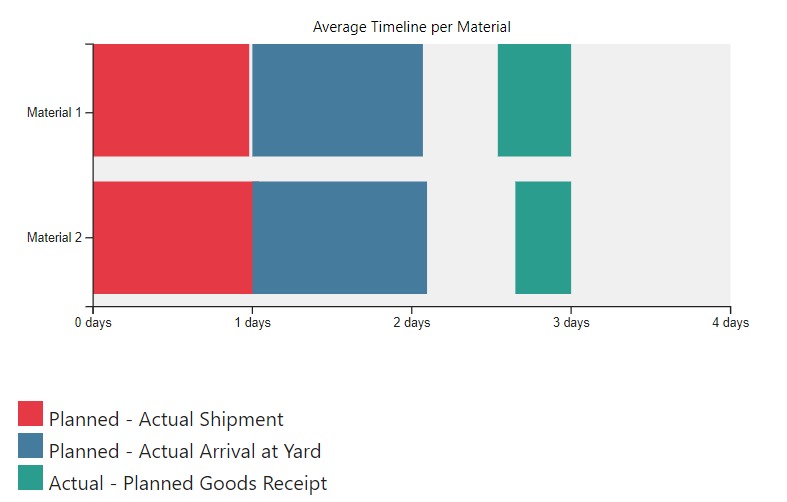 Average Timeline per Material
Material 1
Material 2
0 days 1 days 2 days 3 days 4 days
Planned - Actual Shipment
Planned - Actual Arrival at Yard
Actual - Planned Goods Receipt